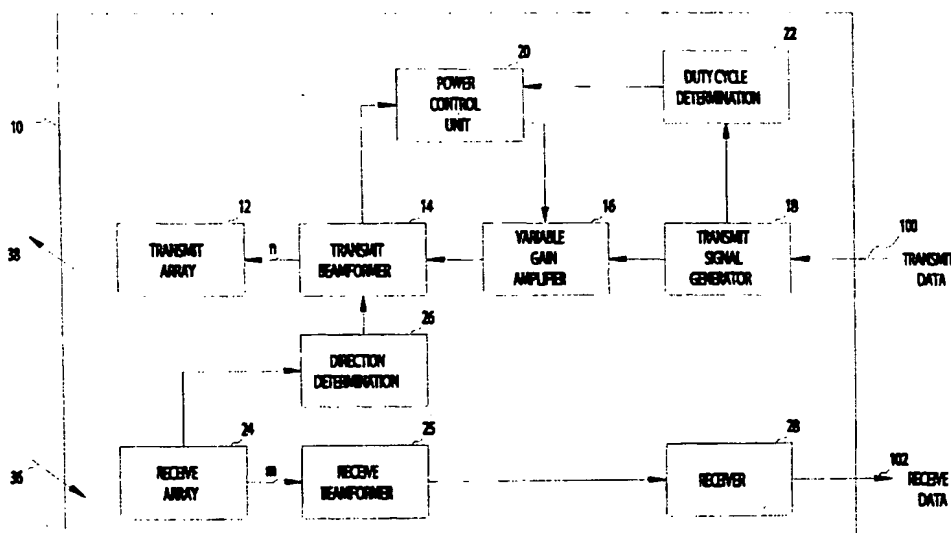 22
20
POWER
CONTROL
UNIT
DUTY CYCLE
DETERMINATION
10
12
14
16
18
100
38
TRANSMIT
ARRAY
n
TRANSMIT
BEAMFORMER
VARIABLE
GAIN
AMPLIFIER
TRANSMIT
SIGNAL
GENERATOR
TRANSMIT
DATA
26
DIRECTION
DETERMINATION
24
25
28
36
RECEIVE
ARRAY
m
RECEIVE
BEAMFORMER
RECEIVER
102
RECEIVE
DATA